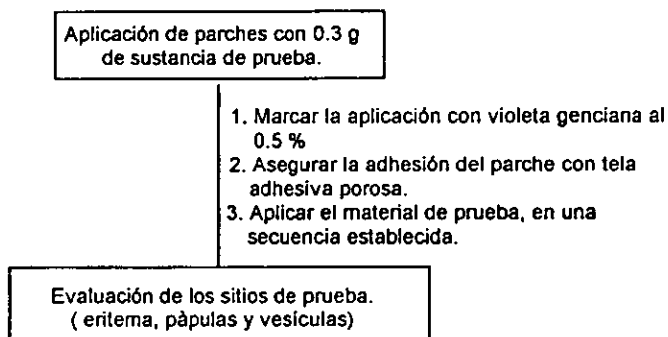 Aplicación de parches con 0.3 g
de sustancia de prueba.
1. Marcar la aplicación con violeta genciana al
0.5 %
2. Asegurar la adhesión del parche con tela
adhesiva porosa.
3. Aplicar el material de prueba, en una
secuencia establecida.
Evaluación de los sitios de prueba.
( eritema, pàpulas y vesículas)